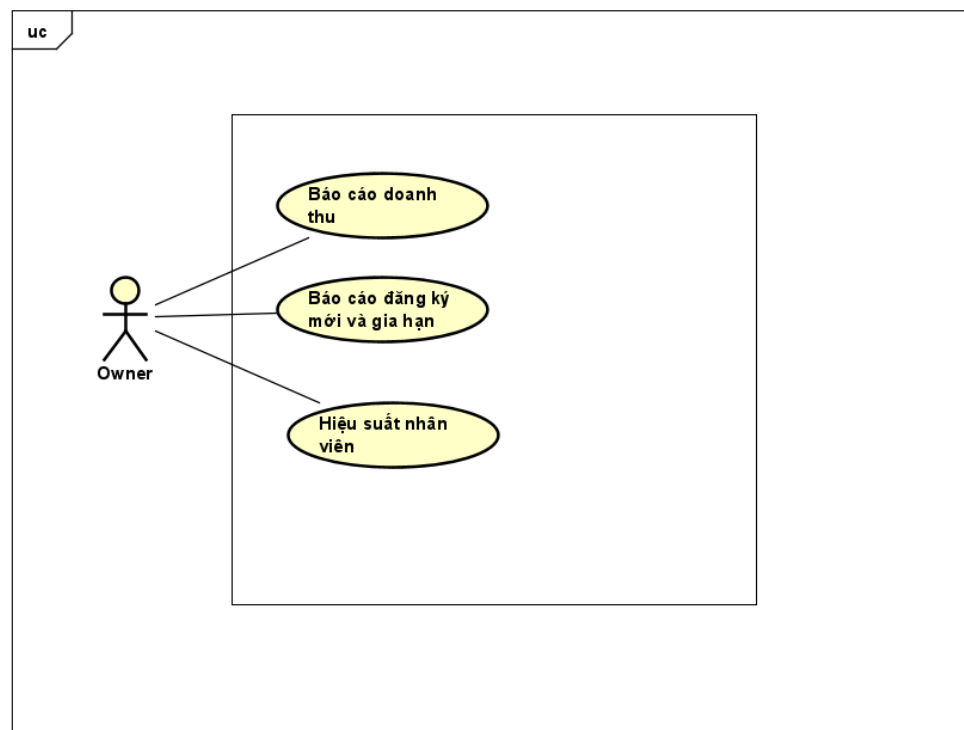 uc
Báo cáo doanh
thu
Báo cáo đăng ký
mới và gia hạn
Owner
Hiệu suất nhân
viên